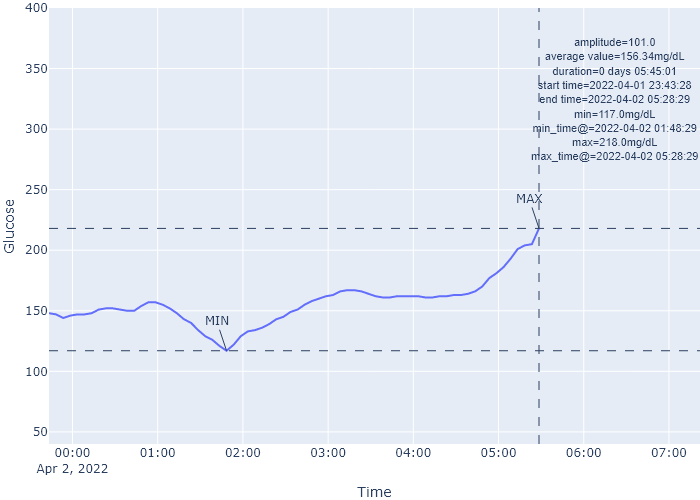 400
350
300
250
200
150
100
50
Glucose
amplitude=101.0
average value=156.34mg/dL
duration=0 days 05:45:01
start time=2022-04-01 23:43:28
end time=2022-04-02 05:28:29
min=117.0mg/dL
min_time@=2022-04-02 01:48:29
max=218.0mg/dL
max_time@=2022-04-02 05:28:29
MAX
MIN
00:00 01:00 02:00 03:00 04:00 05:00 06:00 07:00
Apr 2, 2022
Time